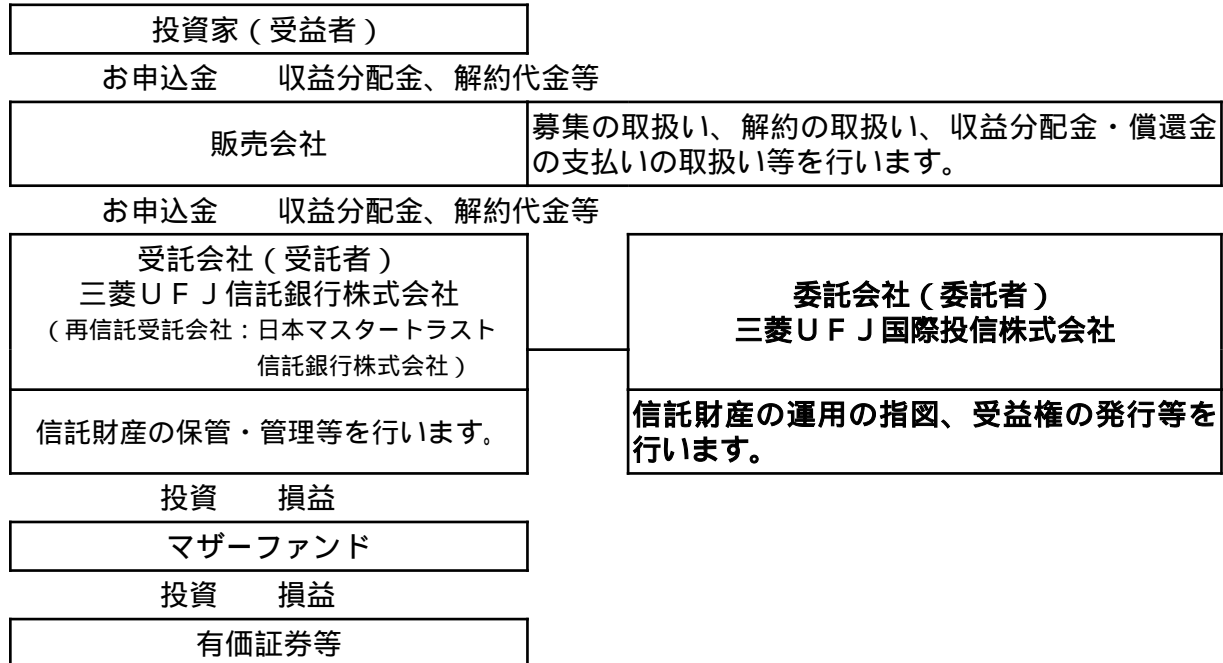 投資家（受益者）
お申込金　収益分配金、解約代金等
販売会社
募集の取扱い、解約の取扱い、収益分配金・償還金
の支払いの取扱い等を行います。
お申込金　収益分配金、解約代金等
受託会社（受託者）
三菱ＵＦＪ信託銀行株式会社
（再信託受託会社：日本マスタートラスト
信託銀行株式会社）
委託会社（委託者）
三菱ＵＦＪ国際投信株式会社
信託財産の保管・管理等を行います。
信託財産の運用の指図、受益権の発行等を
行います。
投資　損益
マザーファンド
投資　損益
有価証券等